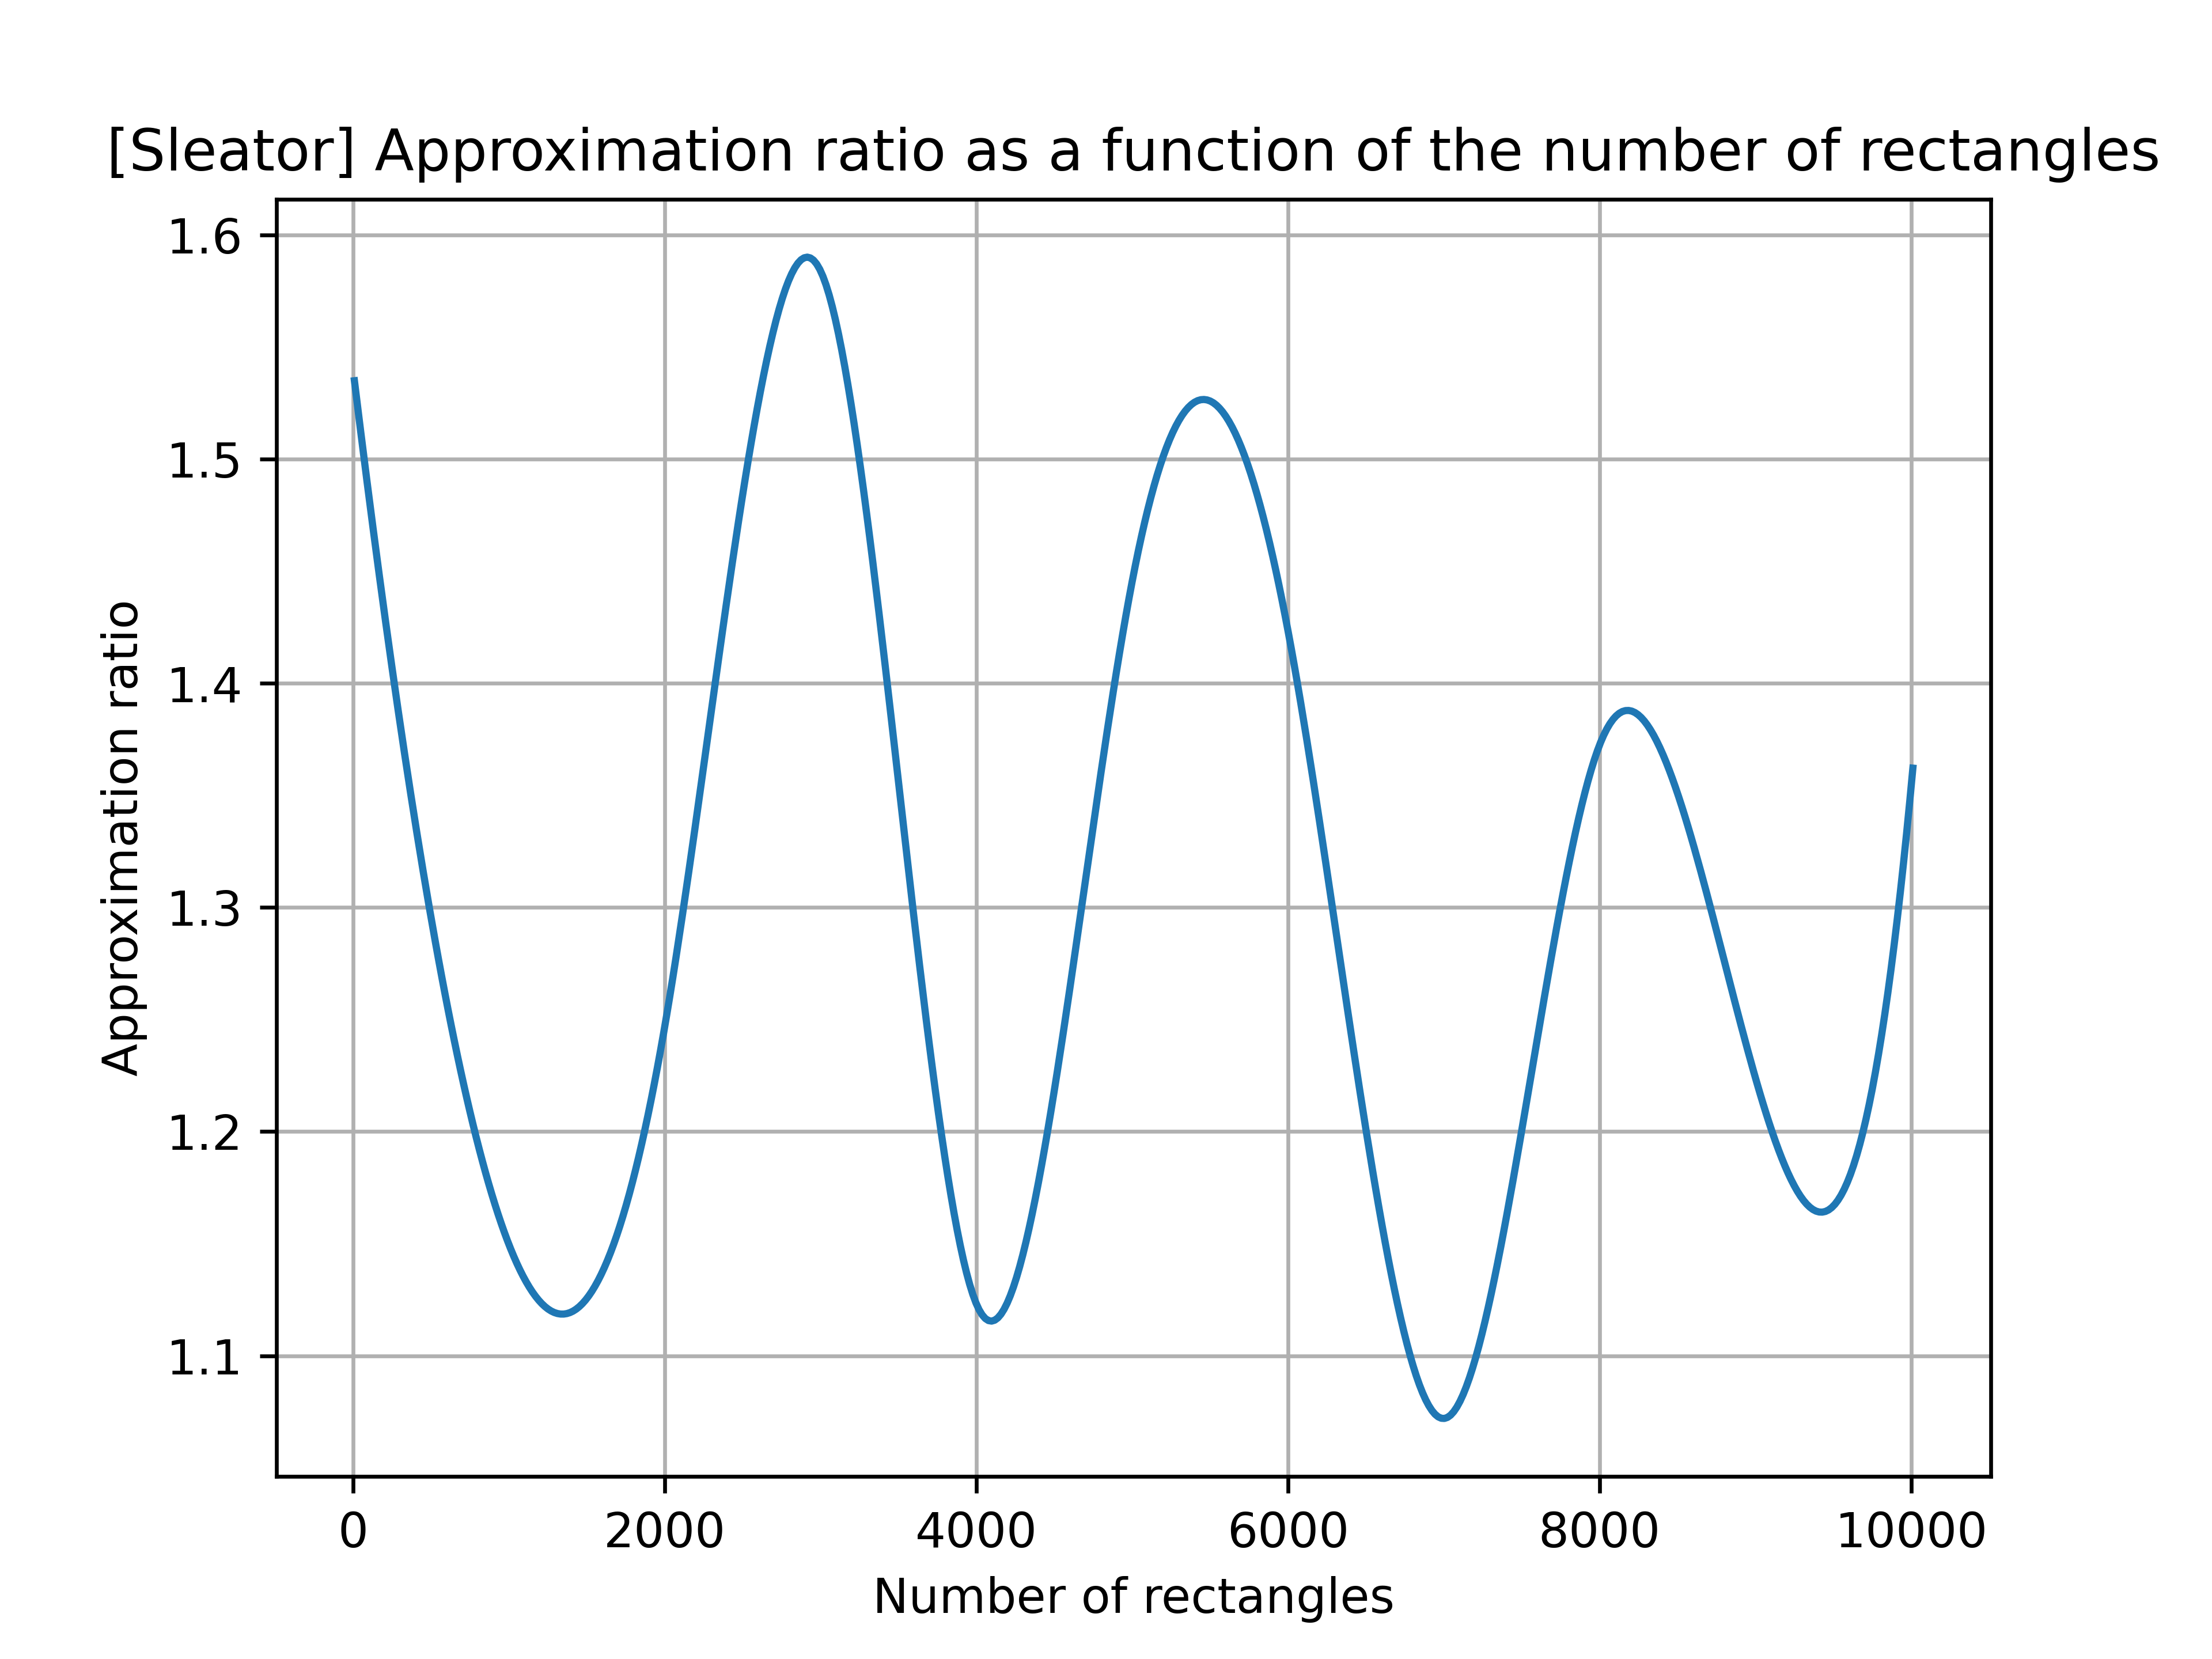 [Sleator] Approximation ratio as a function of the number of rectangles
1.6
1.5
1.4
1.3
1.2
1.1
Approximation ratio
0 2000 4000 6000 8000 10000
Number of rectangles